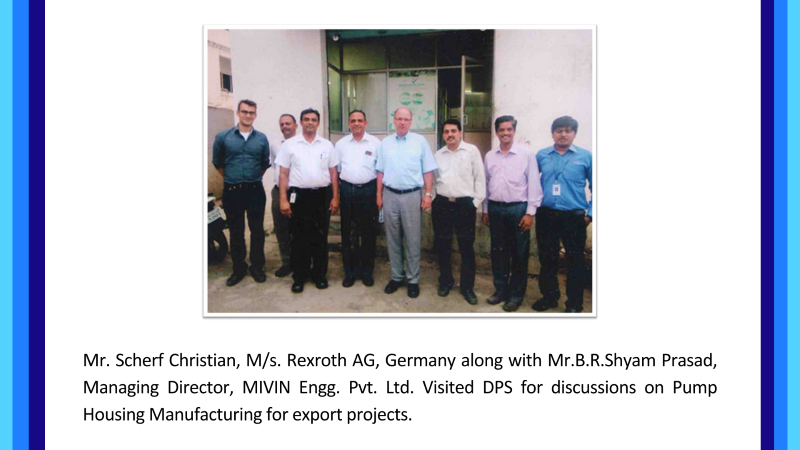 Mr. Scherf Christian, M/s. Rexroth AG, Germany along with Mr.B.R.Shyam Prasad,
Managing Director, MIVIN Engg. Pvt. Ltd. Visited DPS for discussions on Pump
Housing Manufacturing for export projects.